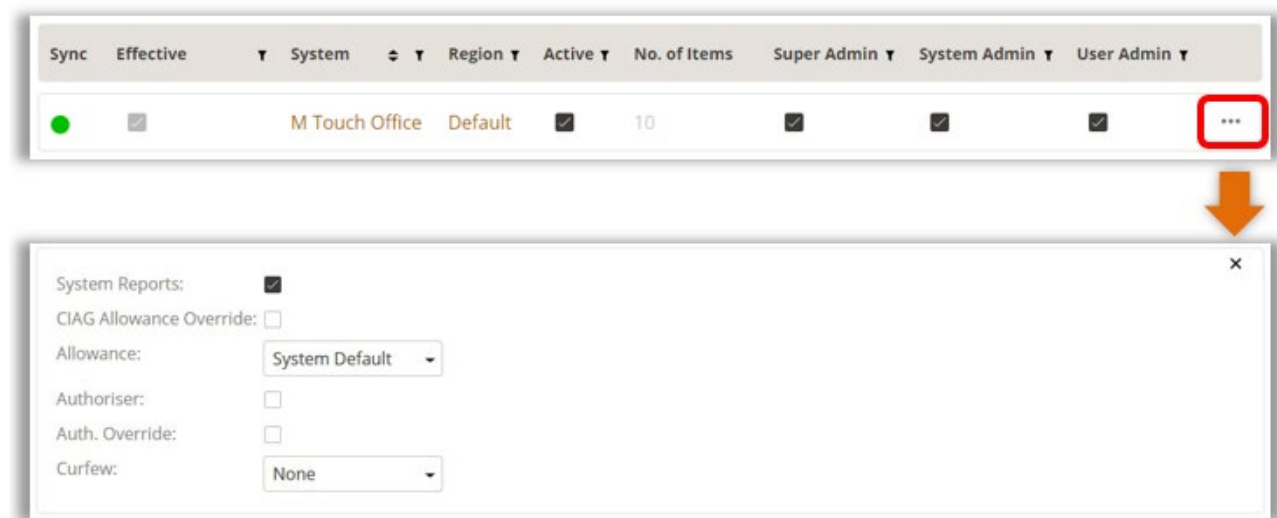 Sync Effective System Region Active No. of Items Super Admin System Admin User Admin
M Touch Office Default 10
System Reports:
CIAG Allowance Override:
Allowance: System Default
Authoriser:
Auth. Override:
Curfew: None